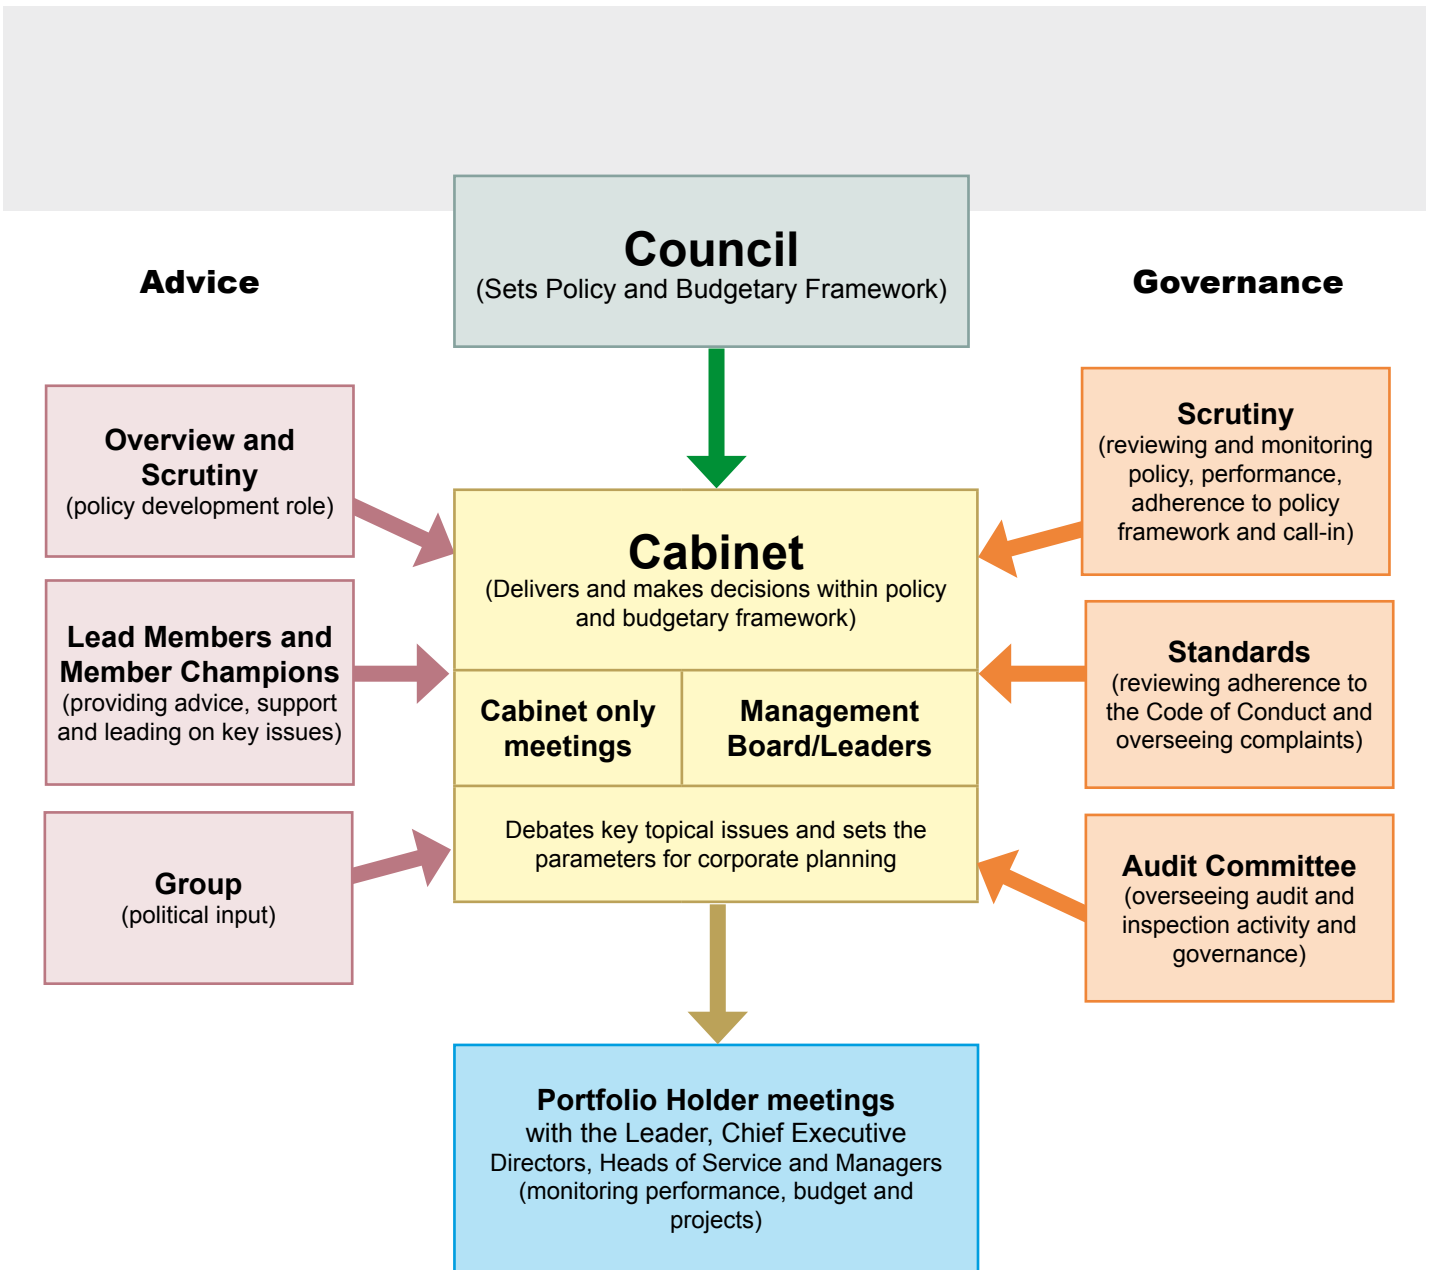 Council
(Sets Policy and Budgetary Framework)
Advice
Governance
Overview and
Scrutiny
(policy development role)
Lead Members and
Member Champions
(providing advice, support
and leading on key issues)
Group
(political input)
Cabinet
(Delivers and makes decisions within policy
and budgetary framework)
Cabinet only
meetings
Management
Board/Leaders
Debates key topical issues and sets the
parameters for corporate planning
Scrutiny
(reviewing and monitoring
policy, performance,
adherence to policy
framework and call-in)
Standards
(reviewing adherence to
the Code of Conduct and
overseeing complaints)
Audit Committee
(overseeing audit and
inspection activity and
governance)
Portfolio Holder meetings
with the Leader, Chief Executive
Directors, Heads of Service and Managers
(monitoring performance, budget and
projects)